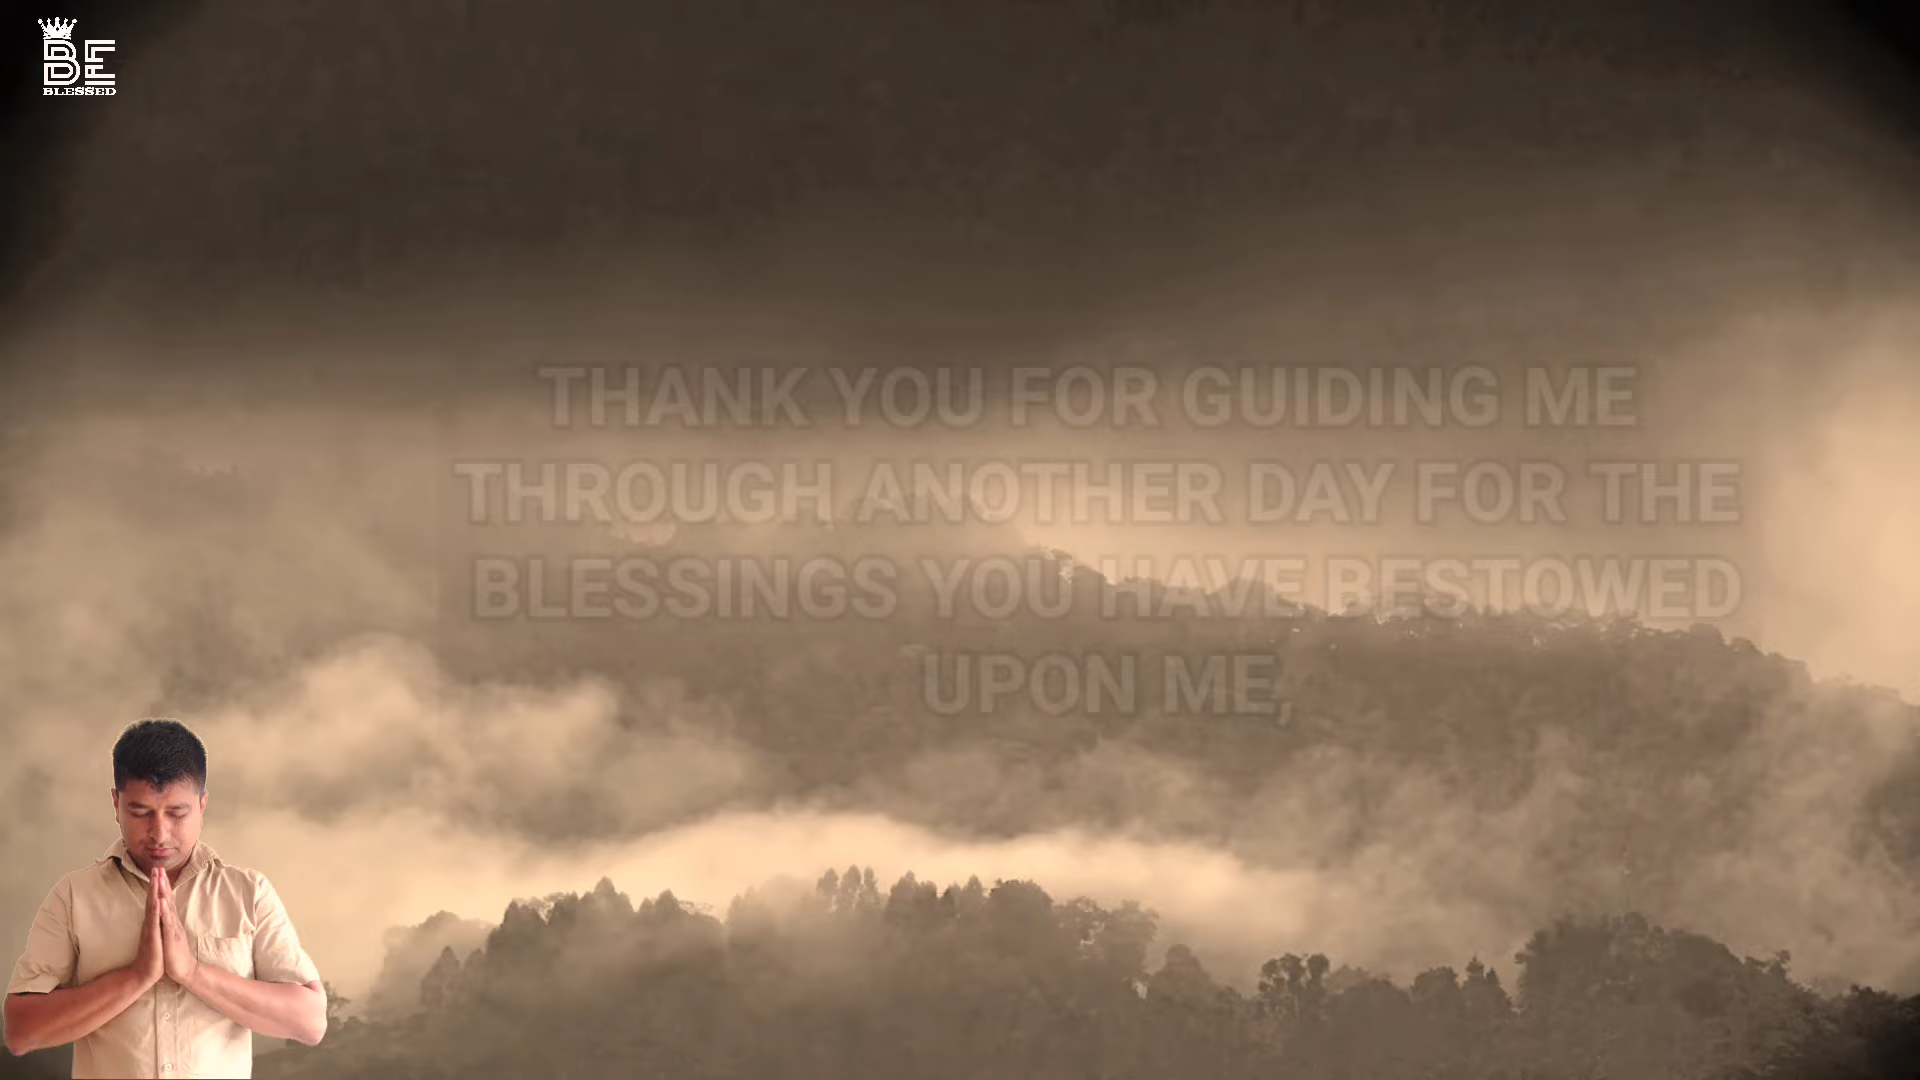 BE
BLESSED
THANK YOU FOR GUIDING ME
THROUGH ANOTHER DAY FOR THE
BLESSINGS YOU HAVE BESTOWED
UPON ME,